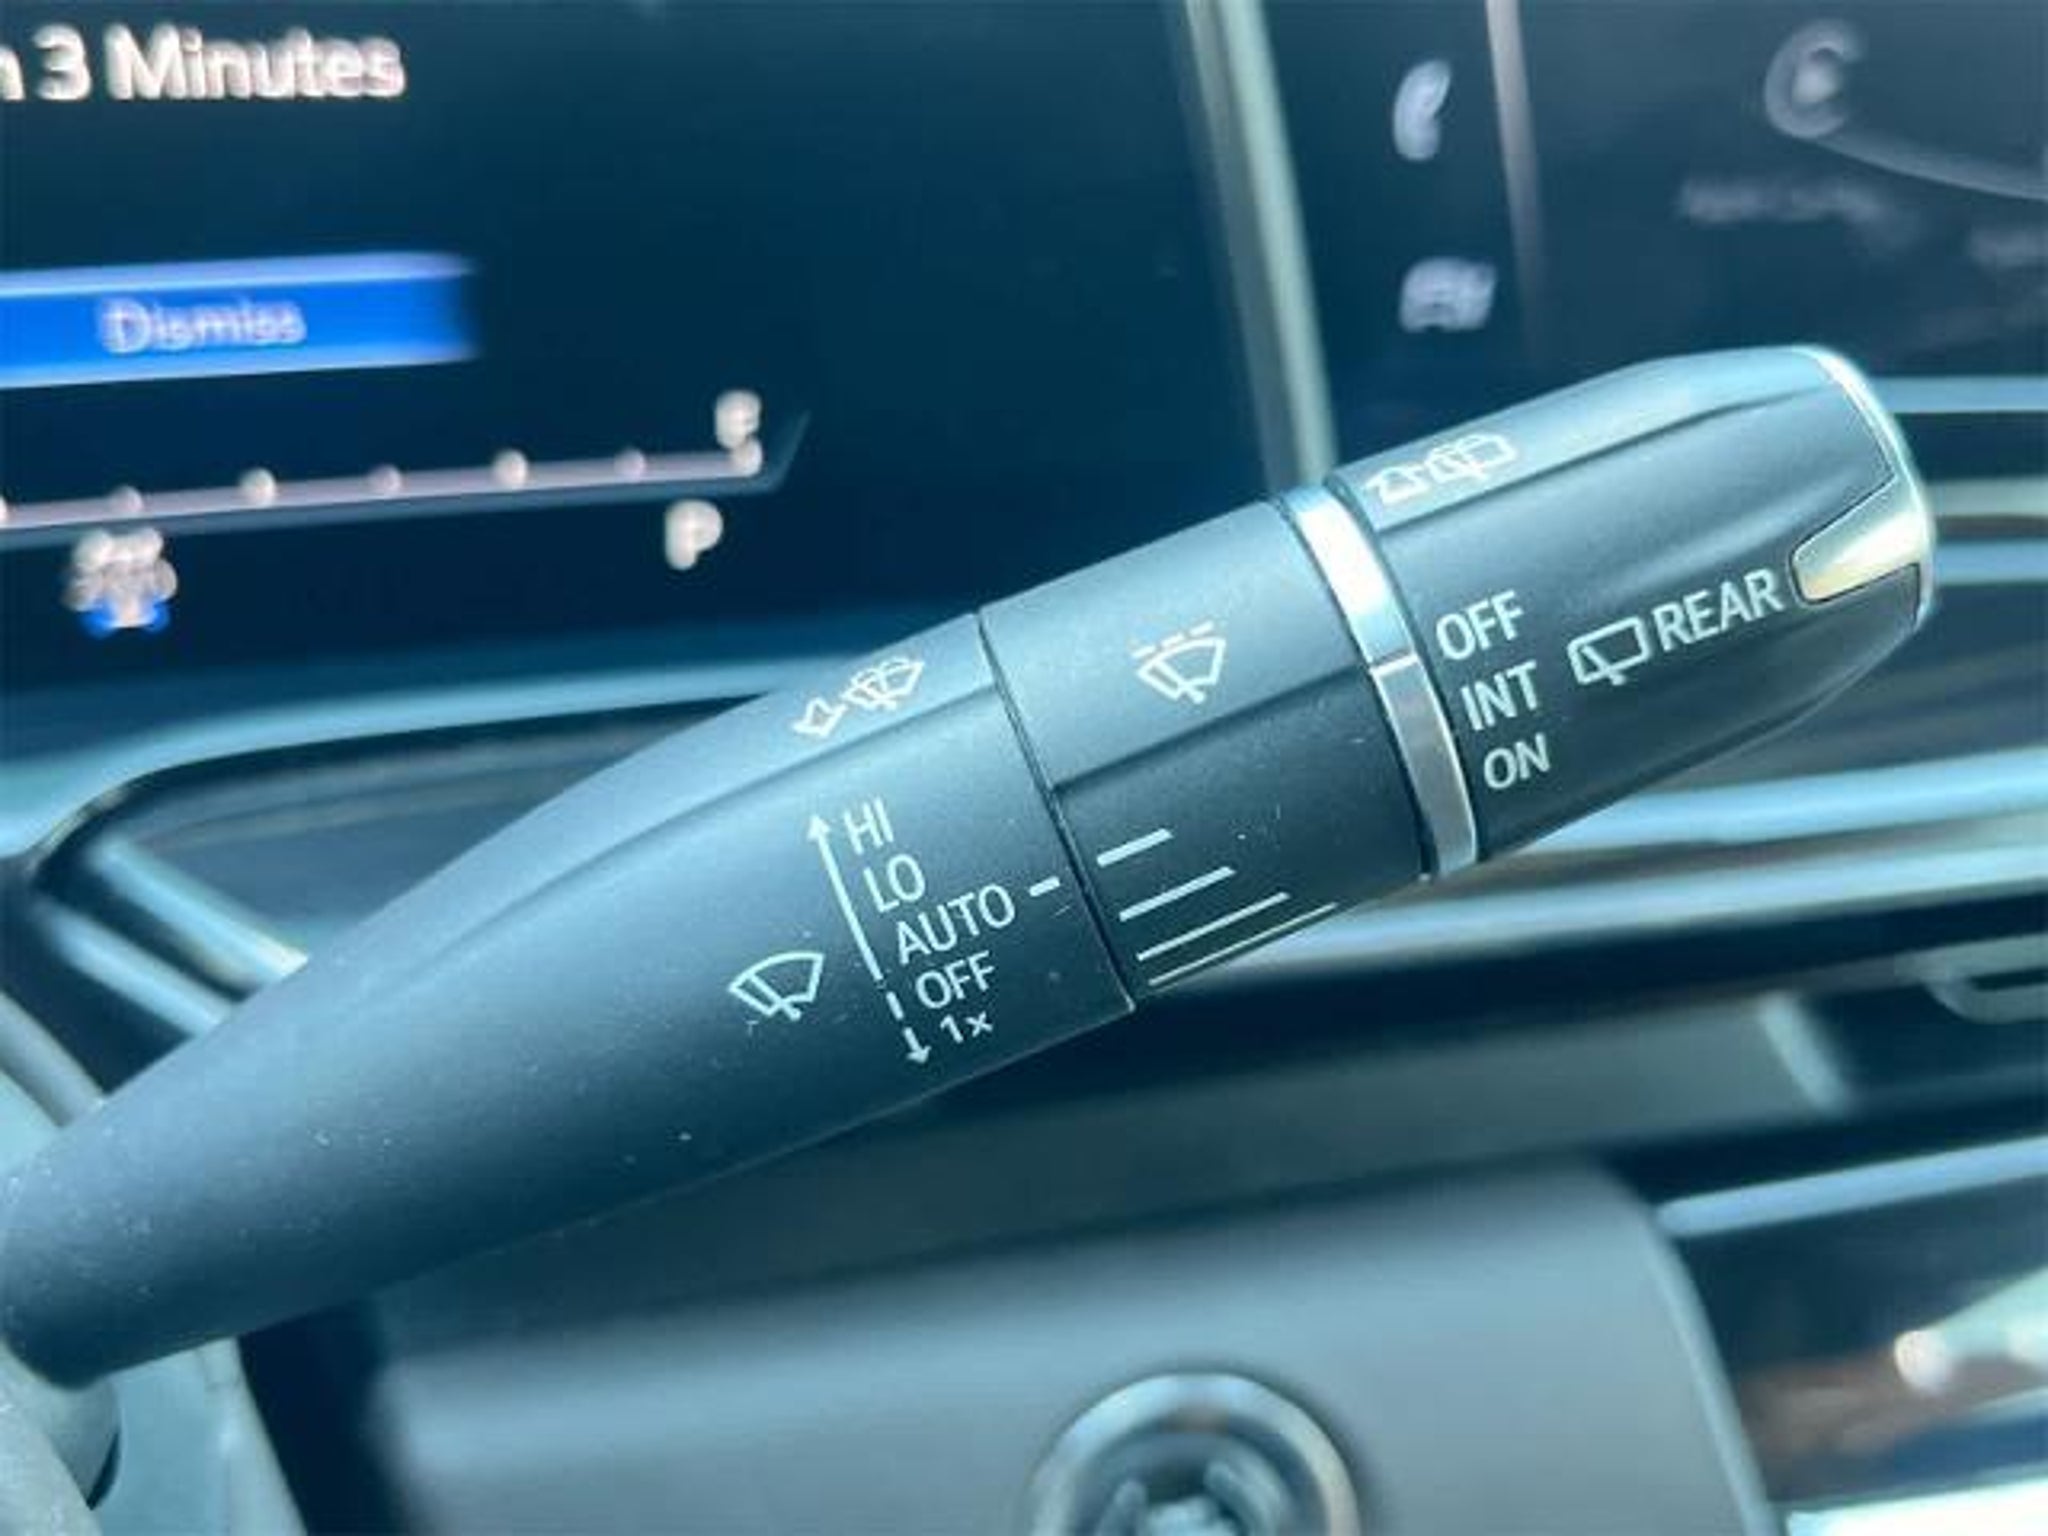 3 Minutes
Dismiss
P
HI
LO
AUTO
OFF
1x
OFF
INT
ON
REAR